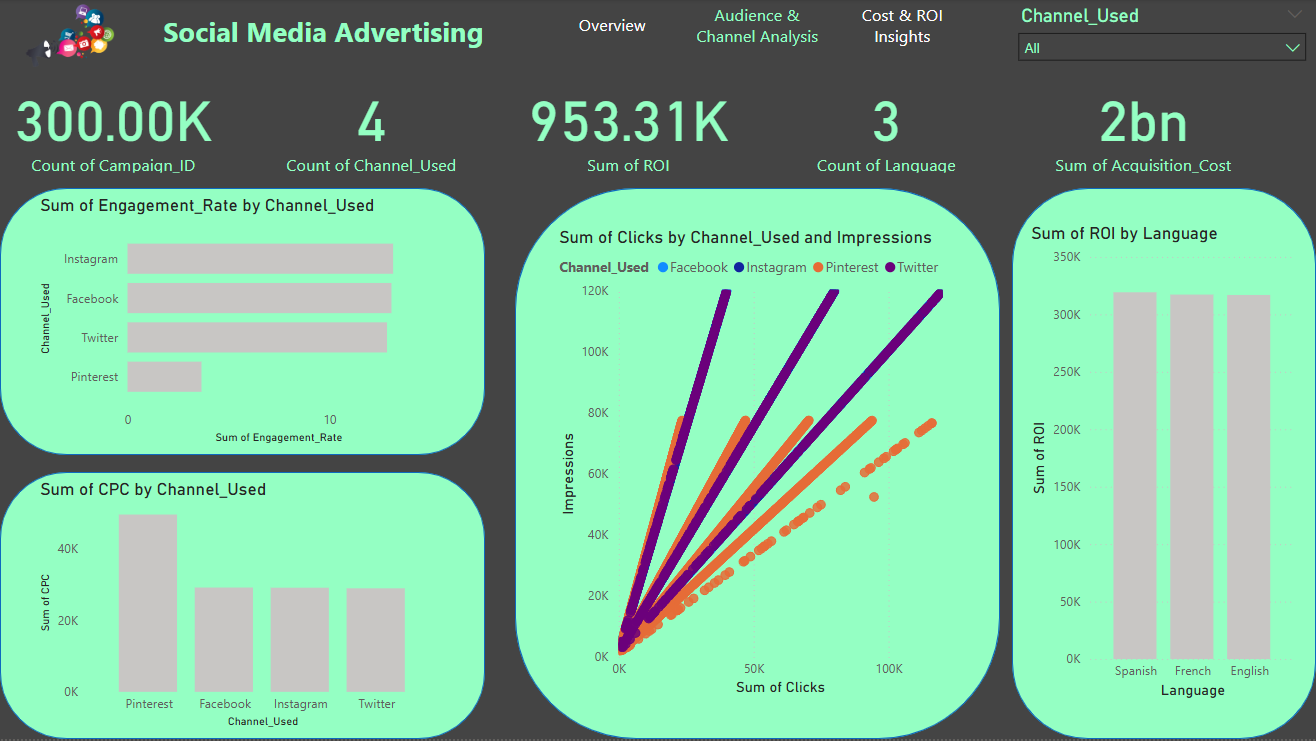 Social Media Advertising
Overview
Audience &
Channel Analysis
Cost & ROI
Insights
Channel_Used
All
300.00K
Count of Campaign_ID
4
Count of Channel_Used
953.31K
Sum of ROI
3
Count of Language
2bn
Sum of Acquisition_Cost
Sum of Engagement_Rate by Channel_Used
Channel_Used
Instagram
Facebook
Twitter
Pinterest
0
10
Sum of Engagement_Rate
Sum of CPC by Channel_Used
Sum of CPC
40K
20K
0K
Pinterest
Facebook
Instagram
Twitter
Channel_Used
Sum of Clicks by Channel_Used and Impressions
Channel_Used Facebook Instagram Pinterest Twitter
Impressions
120K
100K
80K
60K
40K
20K
0K
0K
50K
100K
Sum of Clicks
Sum of ROI by Language
Sum of ROI
350K
300K
250K
200K
150K
100K
50K
0K
Spanish
French
English
Language